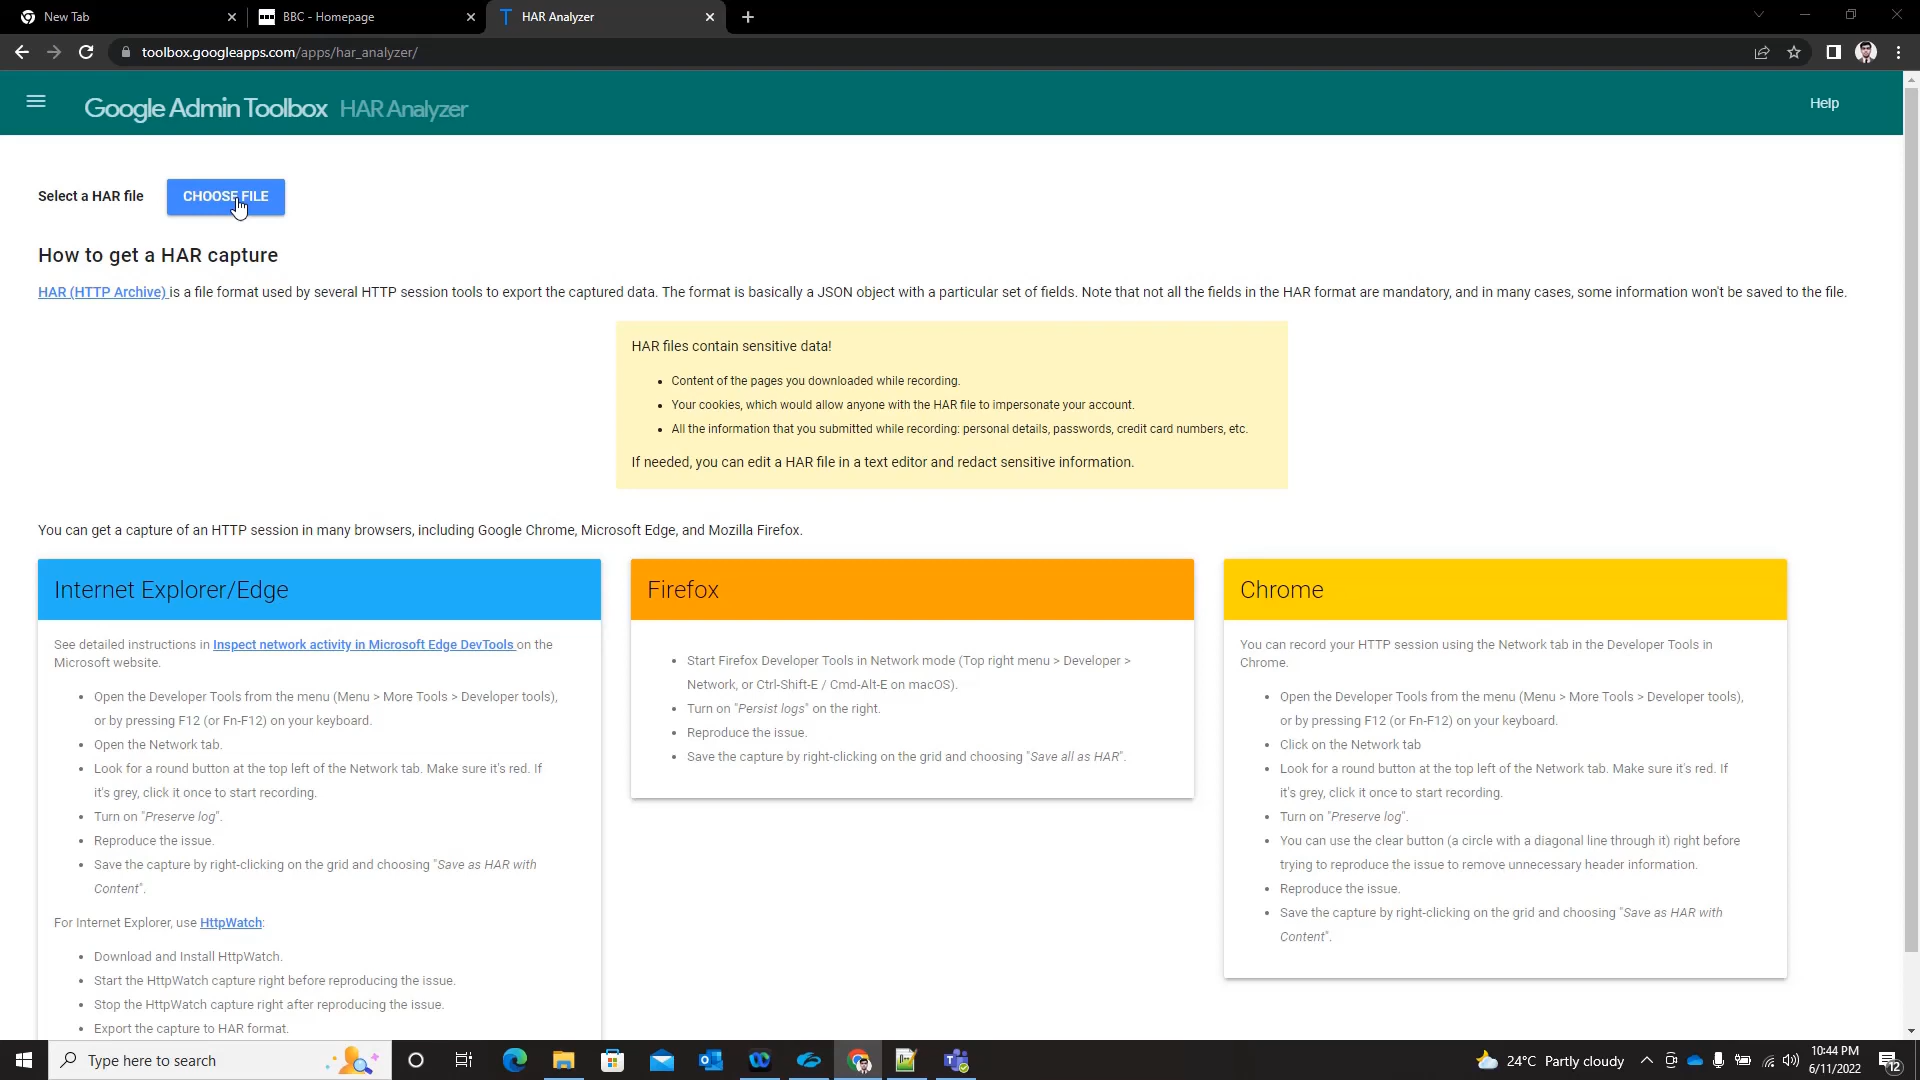 New Tab
BBC - Homepage
HAR Analyzer
toolbox.googleapps.com/apps/har_analyzer/
Google Admin Toolbox HAR Analyzer
Help
Select a HAR file
CHOOSE FILE
How to get a HAR capture
HAR (HTTP Archive) is a file format used by several HTTP session tools to export the captured data. The format is basically a JSON object with a particular set of fields. Note that not all the fields in the HAR format are mandatory, and in many cases, some information won't be saved to the file.
HAR files contain sensitive data!
• Content of the pages you downloaded while recording.
• Your cookies, which would allow anyone with the HAR file to impersonate your account.
• All the information that you submitted while recording: personal details, passwords, credit card numbers, etc.
If needed, you can edit a HAR file in a text editor and redact sensitive information.
You can get a capture of an HTTP session in many browsers, including Google Chrome, Microsoft Edge, and Mozilla Firefox.
Internet Explorer/Edge
See detailed instructions in Inspect network activity in Microsoft Edge DevTools on the
Microsoft website.
• Open the Developer Tools from the menu (Menu > More Tools > Developer tools),
or by pressing F12 (or Fn-F12) on your keyboard.
• Open the Network tab.
• Look for a round button at the top left of the Network tab. Make sure it's red. If
it's grey, click it once to start recording.
• Turn on "Preserve log".
• Reproduce the issue.
• Save the capture by right-clicking on the grid and choosing "Save as HAR with
Content".
For Internet Explorer, use HttpWatch:
• Download and Install HttpWatch.
• Start the HttpWatch capture right before reproducing the issue.
• Stop the HttpWatch capture right after reproducing the issue.
• Export the capture to HAR format.
Firefox
• Start Firefox Developer Tools in Network mode (Top right menu > Developer >
Network, or Ctrl-Shift-E / Cmd-Alt-E on macOS).
• Turn on "Persist logs" on the right.
• Reproduce the issue.
• Save the capture by right-clicking on the grid and choosing "Save all as HAR".
Chrome
You can record your HTTP session using the Network tab in the Developer Tools in
Chrome.
• Open the Developer Tools from the menu (Menu > More Tools > Developer tools),
or by pressing F12 (or Fn-F12) on your keyboard.
• Click on the Network tab
• Look for a round button at the top left of the Network tab. Make sure it's red. If
it's grey, click it once to start recording.
• Turn on "Preserve log".
• You can use the clear button (a circle with a diagonal line through it) right before
trying to reproduce the issue to remove unnecessary header information.
• Reproduce the issue.
• Save the capture by right-clicking on the grid and choosing "Save as HAR with
Content".
Type here to search
24°C Partly cloudy
10:44 PM
6/11/2022
12